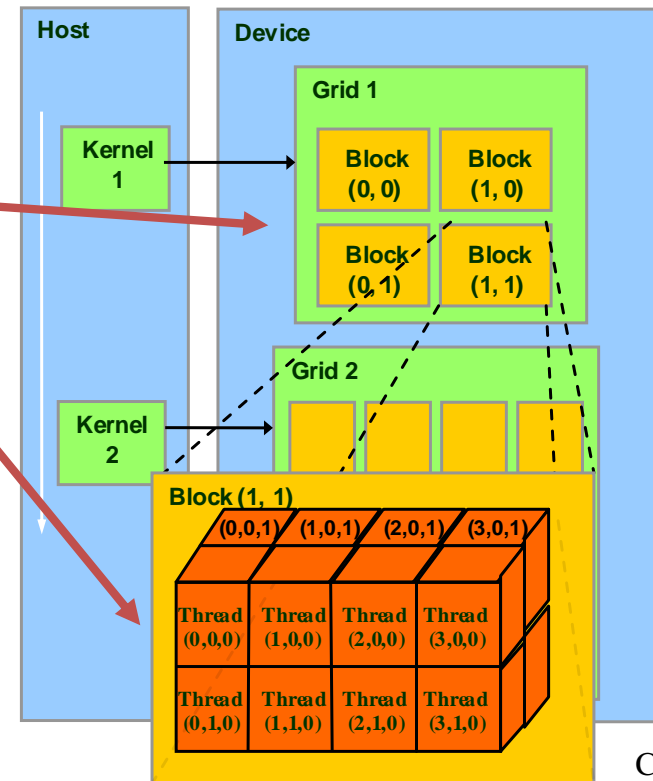 Host
Device
Grid 1
Kernel
1
Block
(0, 0)
Block
(1, 0)
Block
(0, 1)
Block
(1, 1)
Grid 2
Kernel
2
Block (1, 1)
(0,0,1) (1,0,1) (2,0,1) (3,0,1)
Thread
(0,0,0)
Thread
(1,0,0)
Thread
(2,0,0)
Thread
(3,0,0)
Thread
(0,1,0)
Thread
(1,1,0)
Thread
(2,1,0)
Thread
(3,1,0)
C